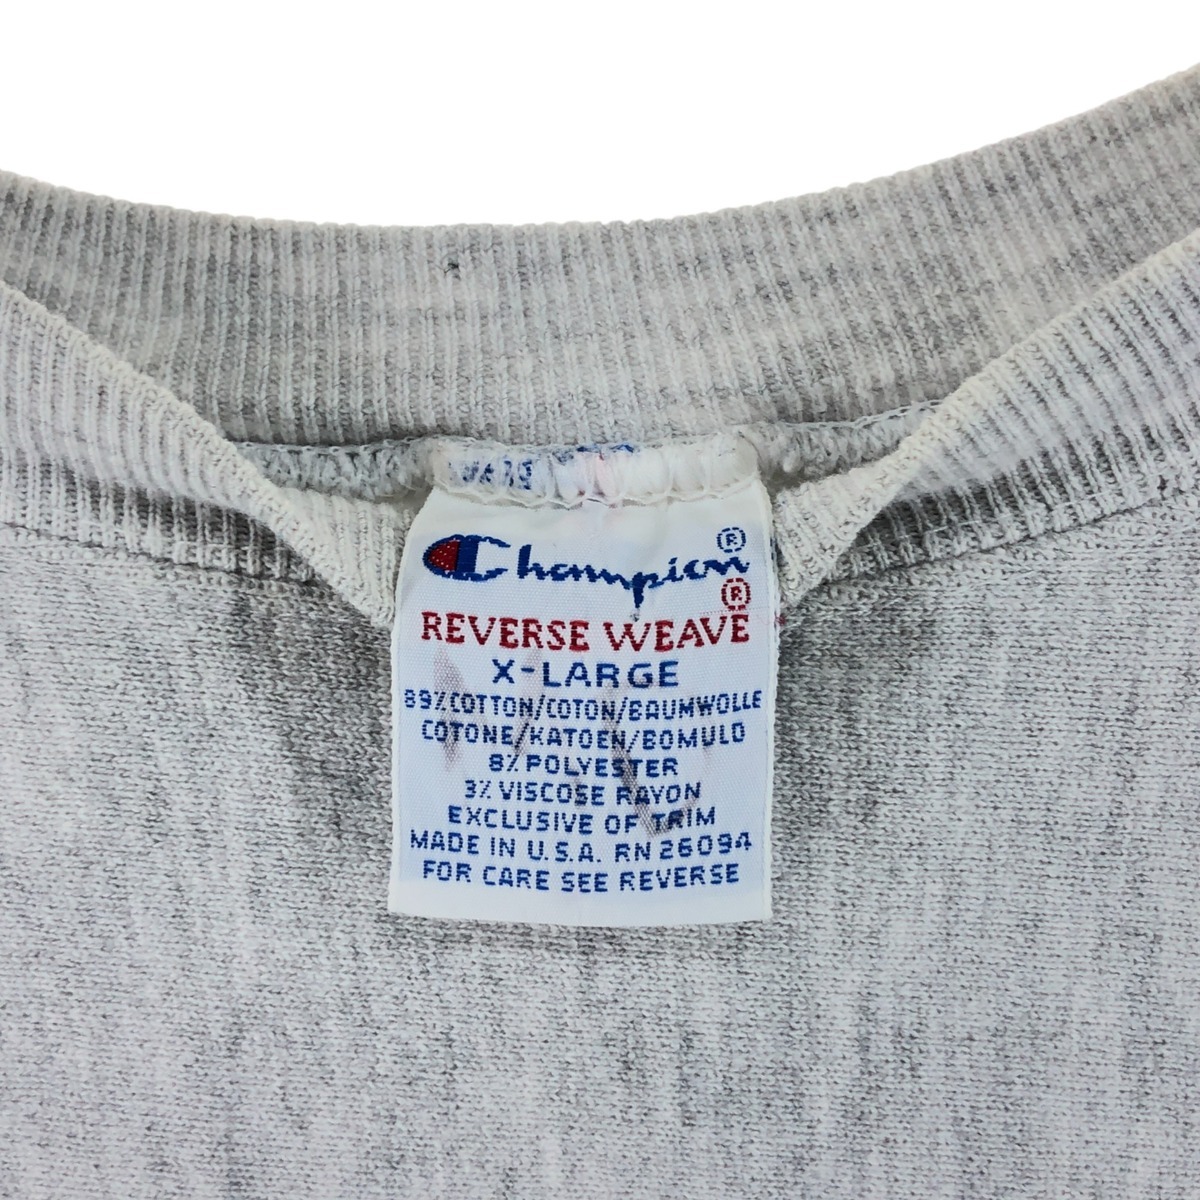 Champion®
REVERSE WEAVE®
X-LARGE
89% COTTON/COTON/BAUMWOLLE
COTONE/KATOEN/BOMULD
8% POLYESTER
3% VISCOSE RAYON
EXCLUSIVE OF TRIM
MADE IN U.S.A. RN 26094
FOR CARE SEE REVERSE